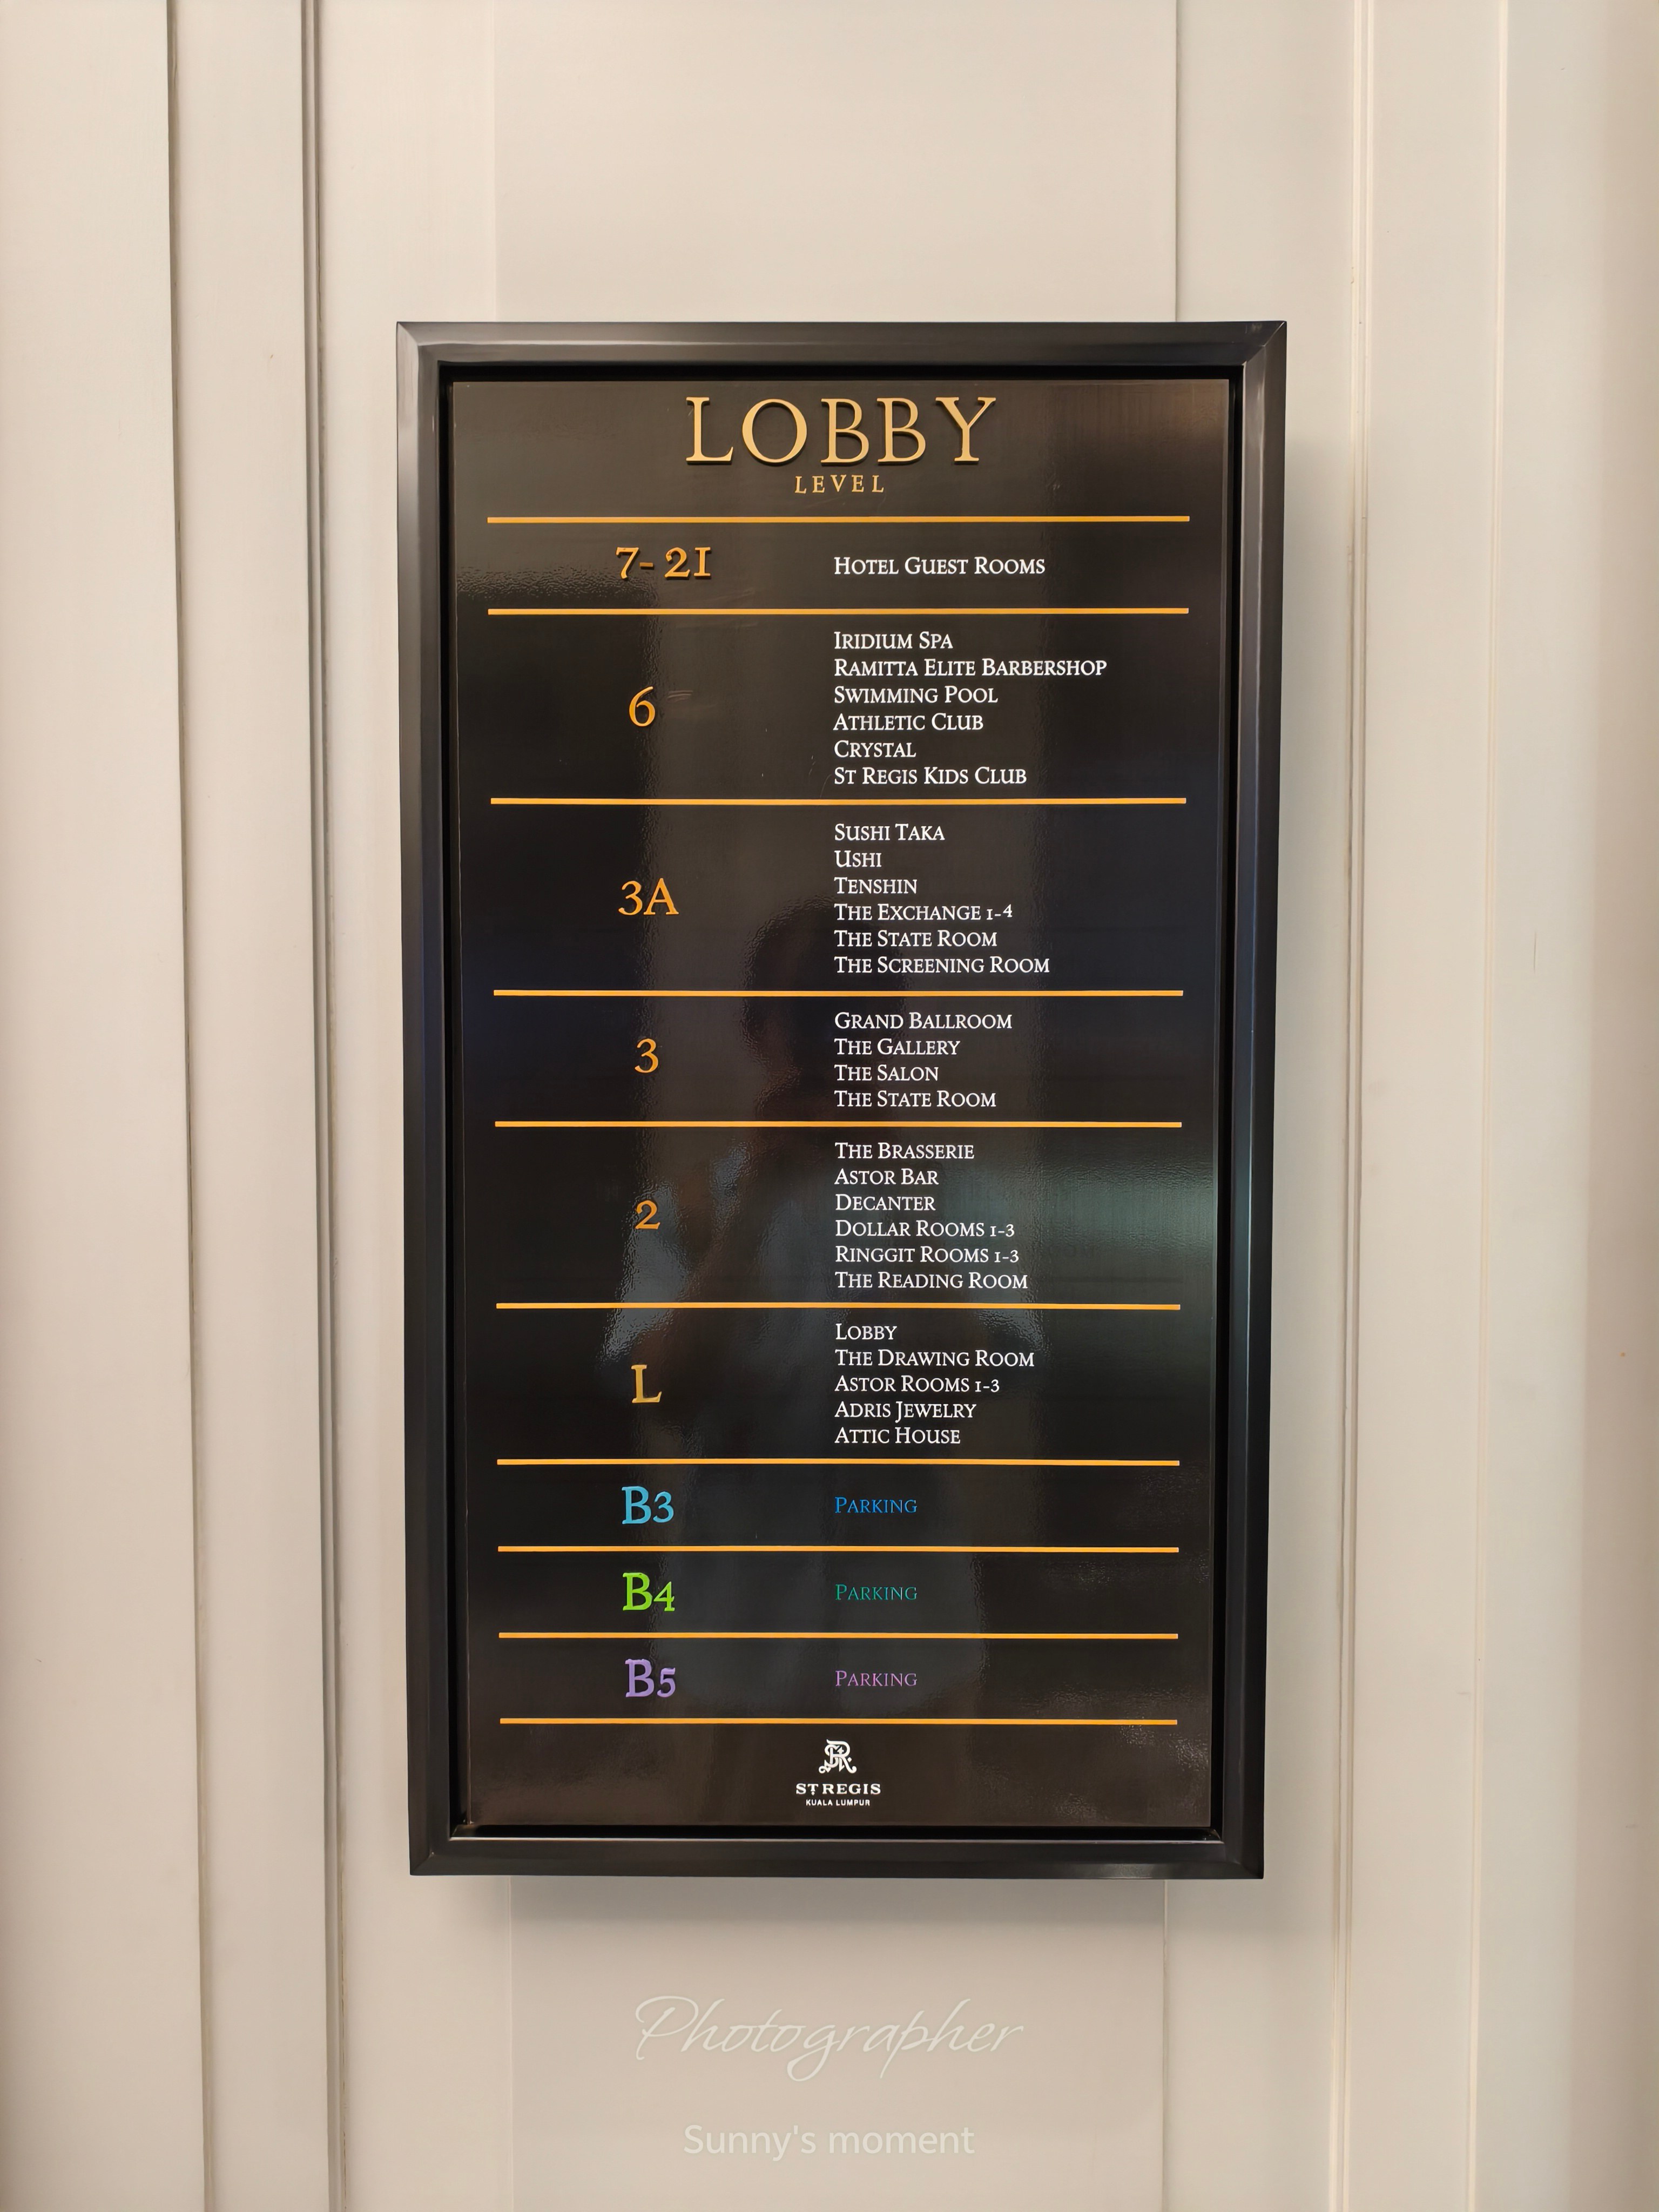 LOBBY
LEVEL
7-21
HOTEL GUEST ROOMS
6
IRIDIUM SPA
RAMITTA ELITE BARBERSHOP
SWIMMING POOL
ATHLETIC CLUB
CRYSTAL
ST REGIS KIDS CLUB
3A
SUSHI TAKA
USHI
TENSHIN
THE EXCHANGE 1-4
THE STATE ROOM
THE SCREENING ROOM
3
GRAND BALLROOM
THE GALLERY
THE SALON
THE STATE ROOM
2
THE BRASSERIE
ASTOR BAR
DECANTER
DOLLAR ROOMS 1-3
RINGGIT ROOMS 1-3
THE READING ROOM
L
LOBBY
THE DRAWING ROOM
ASTOR ROOMS 1-3
ADRIS JEWELRY
ATTIC HOUSE
B3
PARKING
B4
PARKING
B5
PARKING
ST REGIS
KUALA LUMPUR
Photographer
Sunny's moment